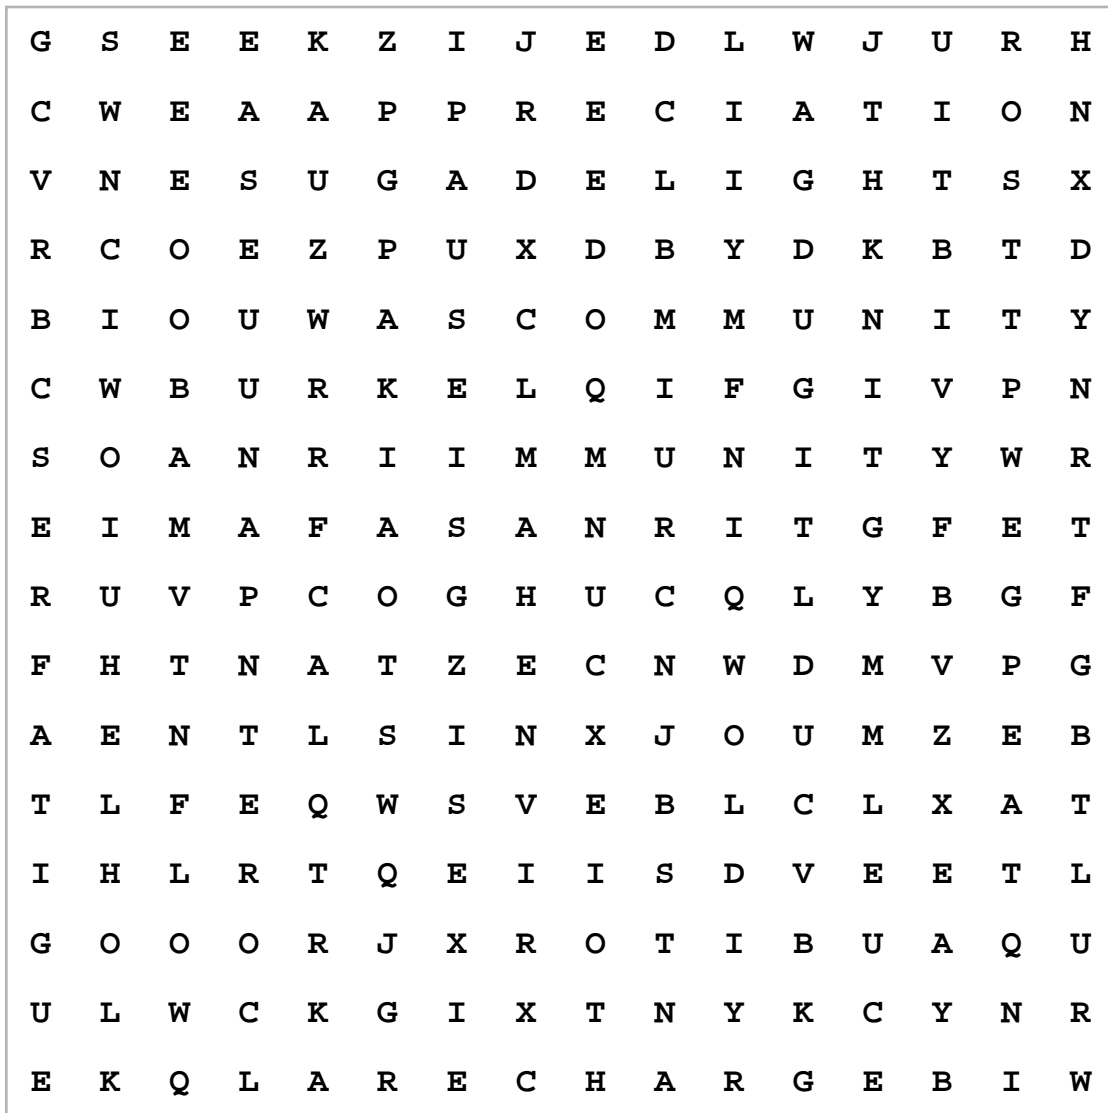 G S E E K Z I J E D L W J U R H
C W E A A P P R E C I A T I O N
V N E S U G A D E L I G H T S X
R C O E Z P U X D B Y D K B T D
B I O U W A S C O M M U N I T Y
C W B U R K E L Q I F G I V P N
S O A N R I I M M U N I T Y W R
E I M A F A S A N R I T G F E T
R U V P C O G H U C Q L Y B G F
F H T N A T Z E C N W D M V P G
A E N T L S I N X J O U M Z E B
T L F E Q W S V E B L C L X A T
I H L R T Q E I I S D V E E T L
G O O O R J X R O T I B U A Q U
U L W C K G I X T N Y K C Y N R
E K Q L A R E C H A R G E B I W